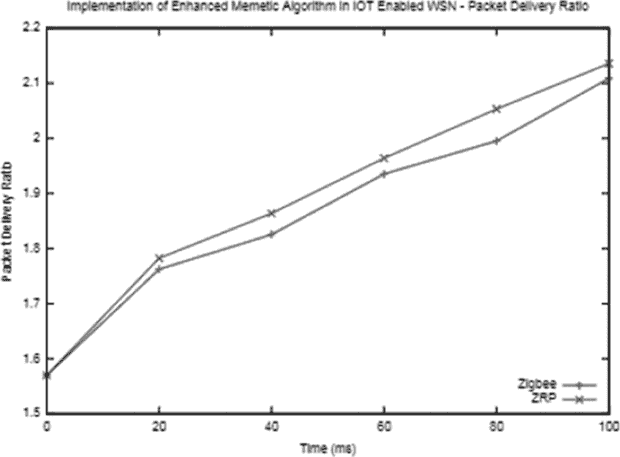 Implementation of Enhanced Memetic Algorithm in IOT Enabled WSN - Packet Delivery Ratio
2.2
2.1
2
1.9
1.8
1.7
1.6
1.5
Packet Delivery Ratio
0
20
40
60
80
100
Time (ms)
Zigbee
ZRP